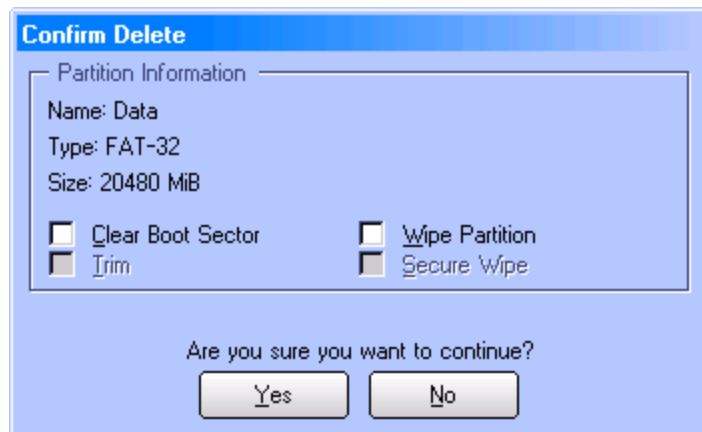 Confirm Delete
Partition Information
Name: Data
Type: FAT-32
Size: 20480 MiB
Clear Boot Sector Wipe Partition
Trim Secure Wipe
Are you sure you want to continue?
Yes No